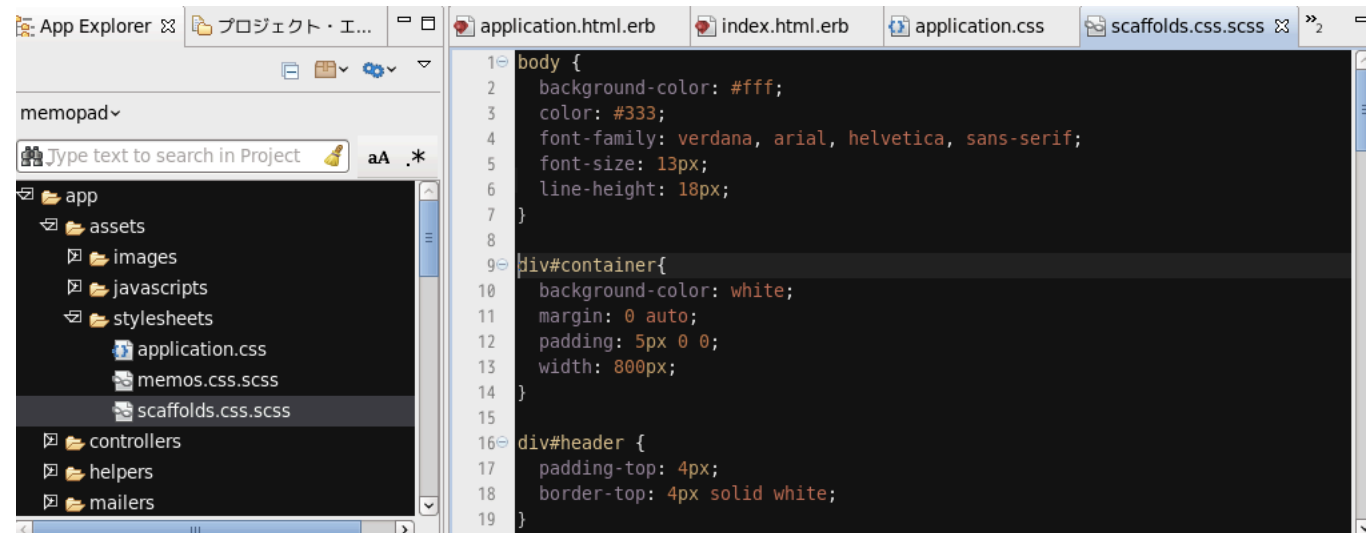 App Explorer
プロジェクト・エ...
application.html.erb
index.html.erb
application.css
scaffolds.css.scss
»2
memopad
Type text to search in Project
aA
.*
app
assets
images
javascripts
stylesheets
application.css
memos.css.scss
scaffolds.css.scss
controllers
helpers
mailers
1 body {
2 background-color: #fff;
3 color: #333;
4 font-family: verdana, arial, helvetica, sans-serif;
5 font-size: 13px;
6 line-height: 18px;
7 }
8
9 div#container{
10 background-color: white;
11 margin: 0 auto;
12 padding: 5px 0 0;
13 width: 800px;
14 }
15
16 div#header {
17 padding-top: 4px;
18 border-top: 4px solid white;
19 }